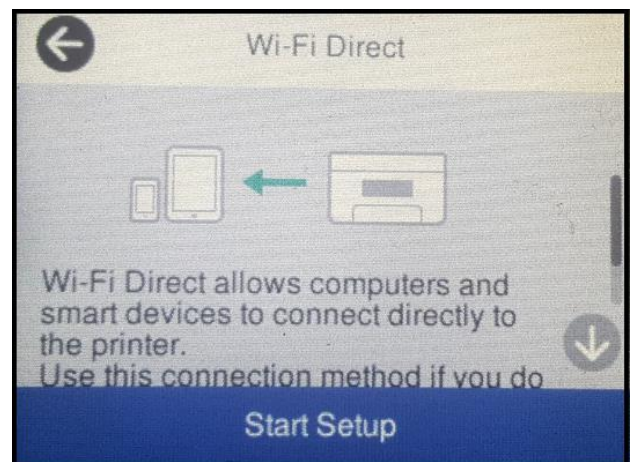 Wi-Fi Direct
Wi-Fi Direct allows computers and
smart devices to connect directly to
the printer.
Use this connection method if you do
Start Setup